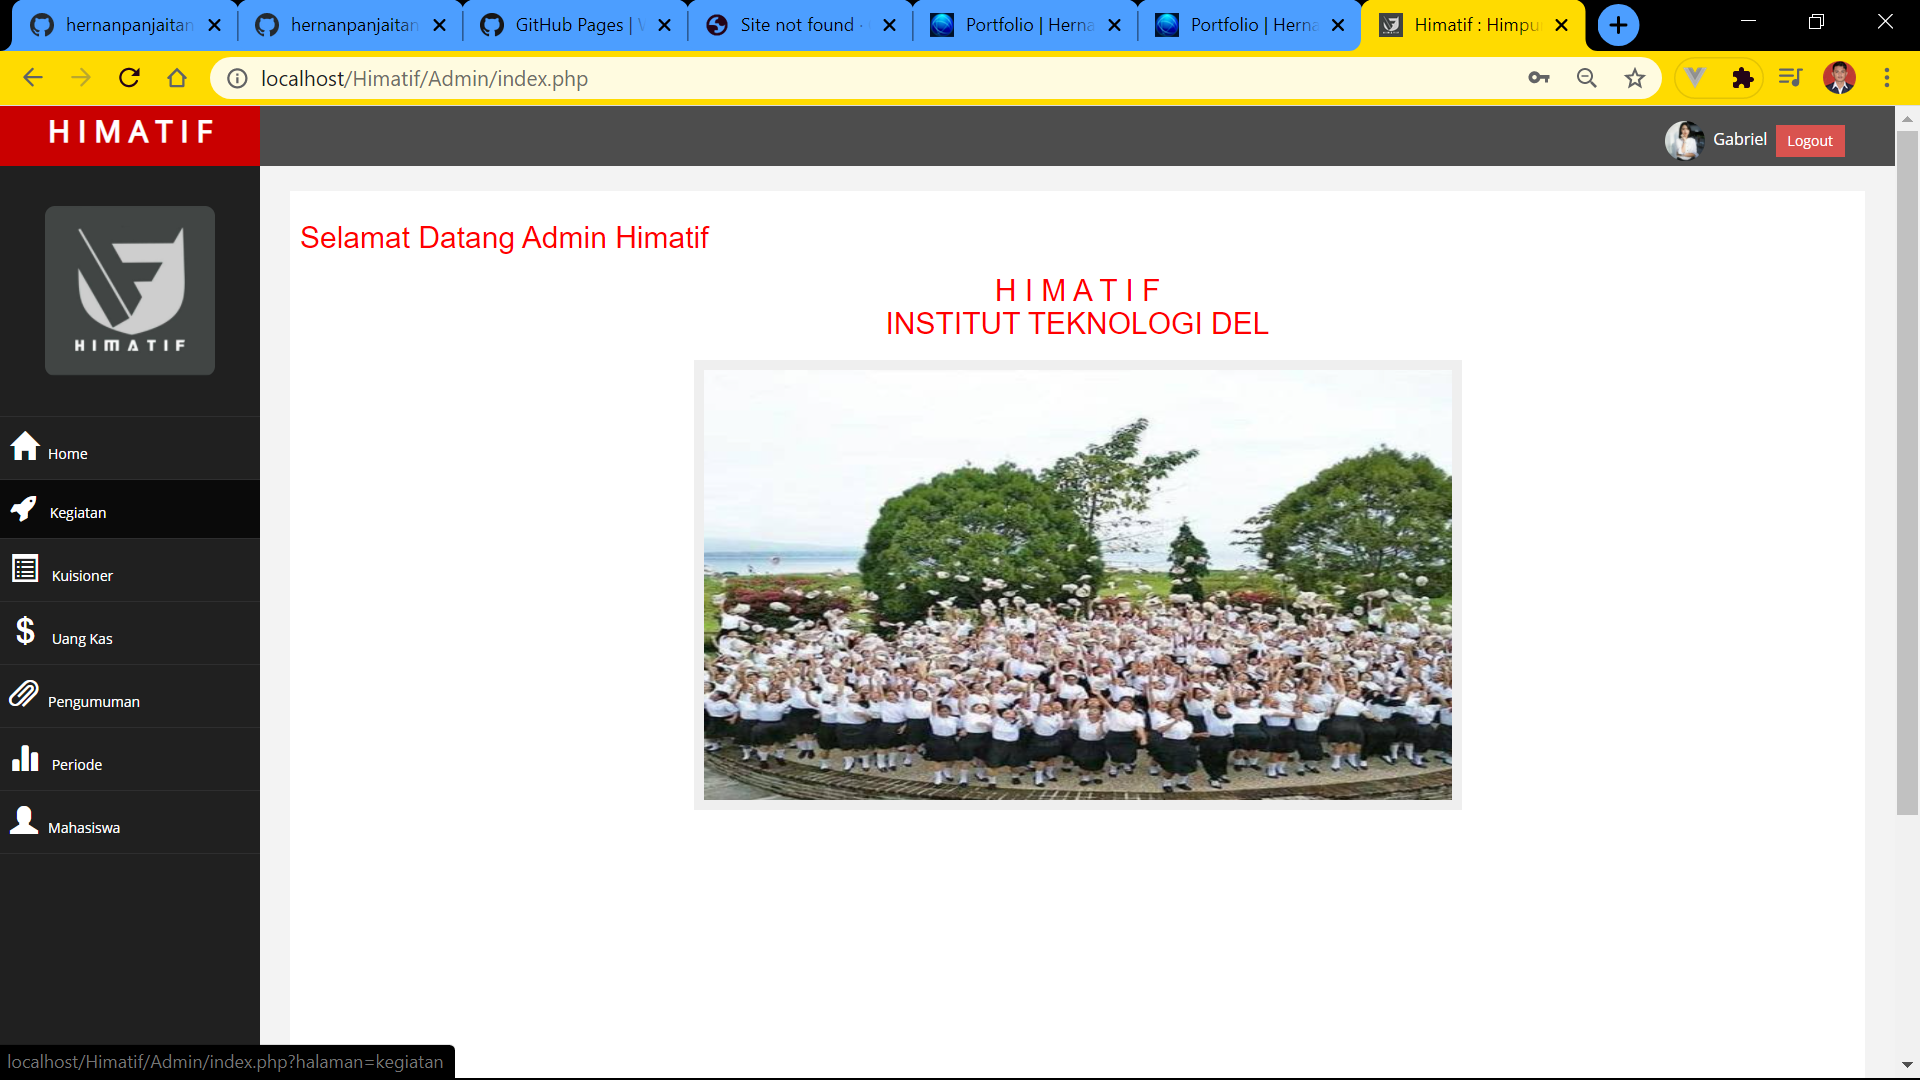 hernanpanjaitan
hernanpanjaitan
GitHub Pages |
Site not found ·
Portfolio | Herna
Portfolio | Herna
Himatif : Himpu
localhost/Himatif/Admin/index.php
HIMATIF
Gabriel
Logout
HIMATIF
Home
Kegiatan
Kuisioner
$ Uang Kas
Pengumuman
Periode
Mahasiswa
Selamat Datang Admin Himatif
H I M A T I F
INSTITUT TEKNOLOGI DEL
localhost/Himatif/Admin/index.php?halaman=kegiatan